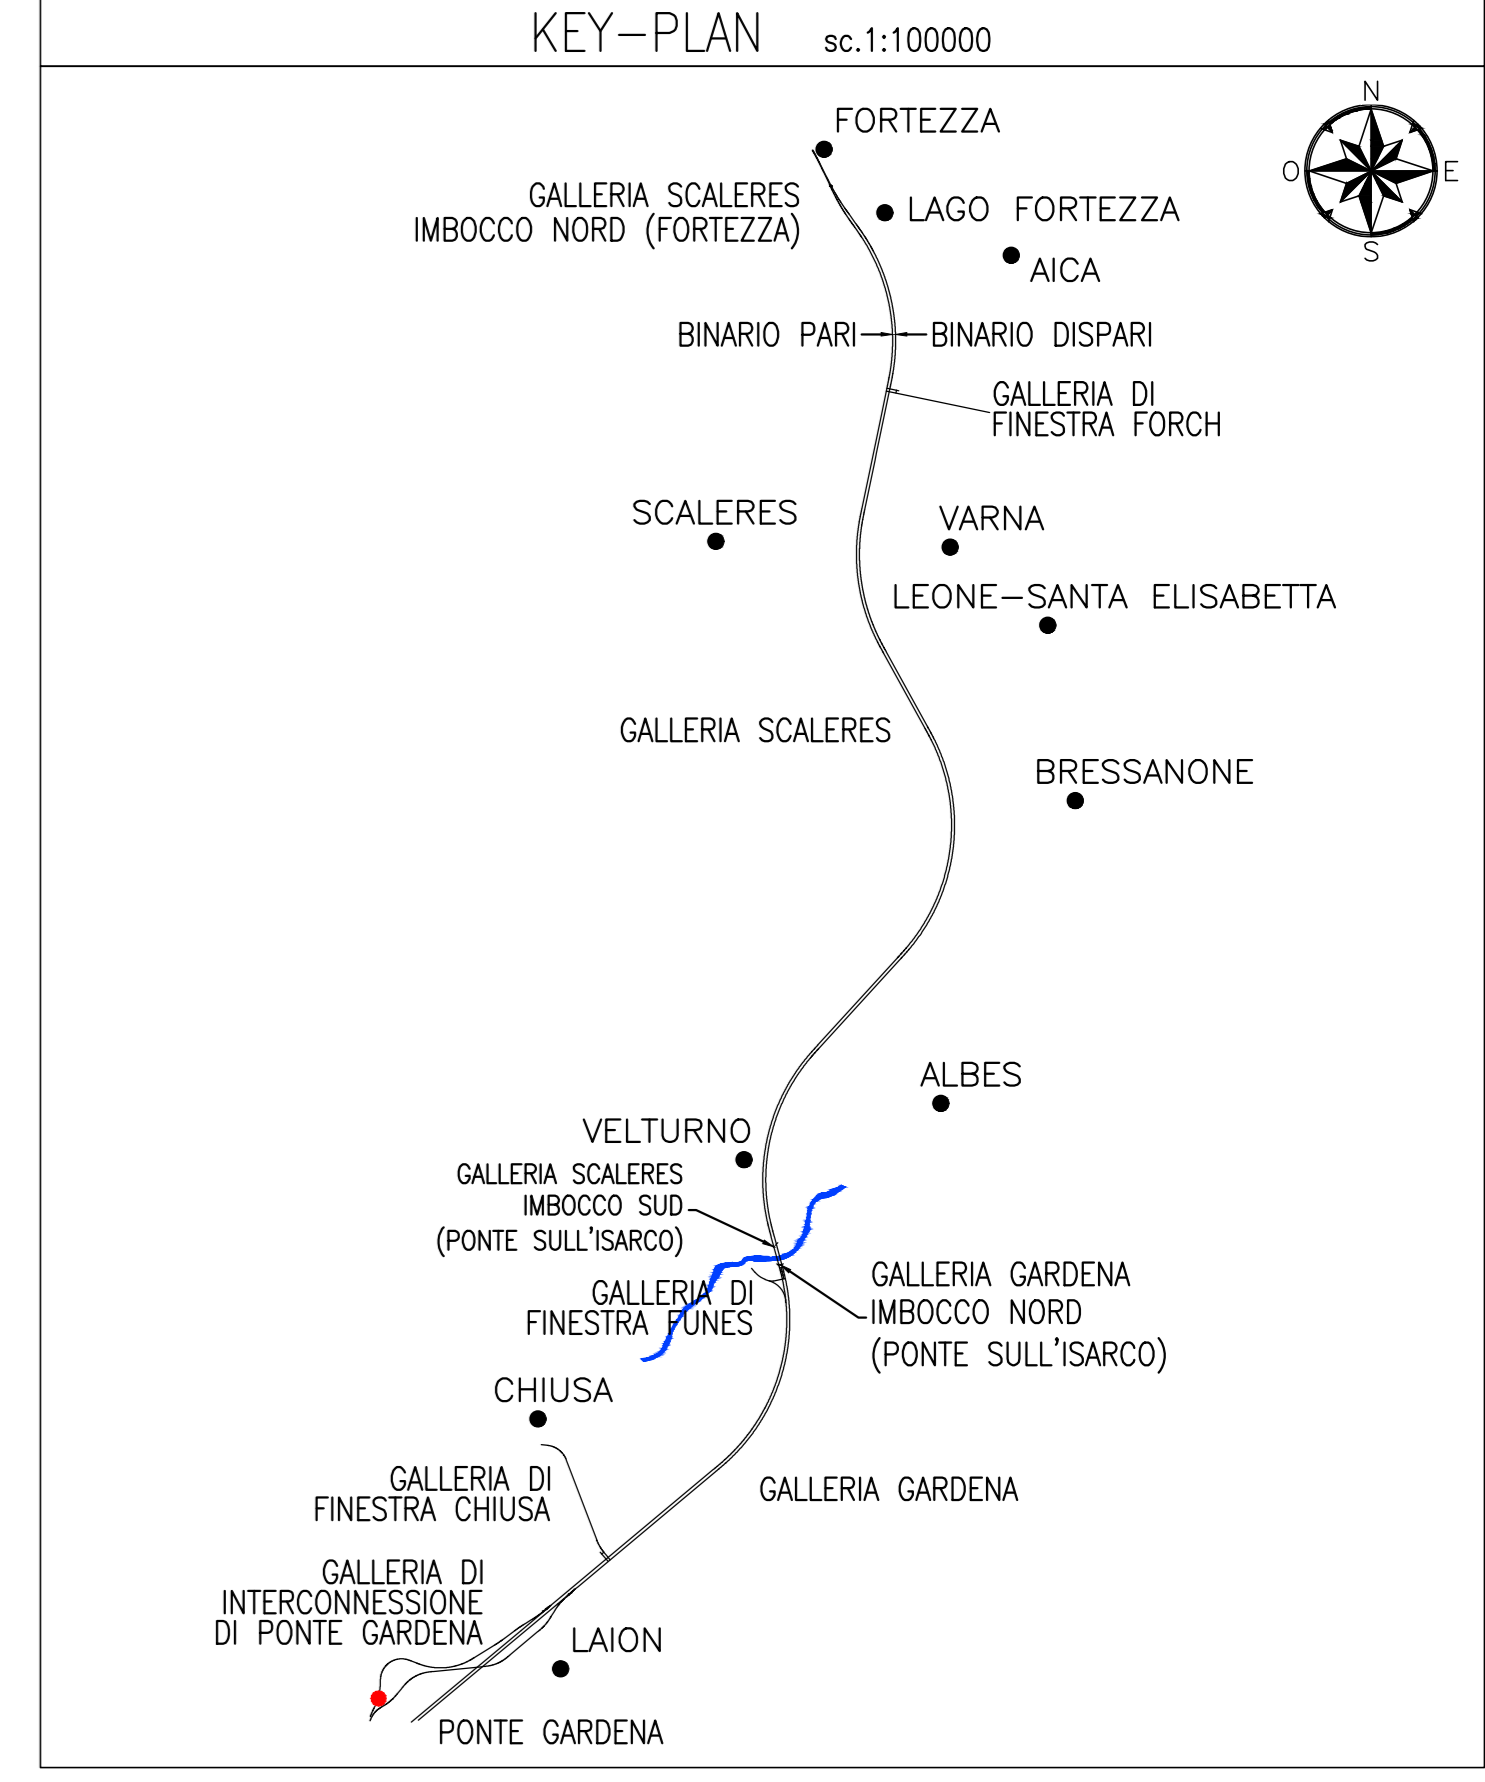 KEY-PLAN sc.1:100000
N
O
E
S
FORTEZZA
GALLERIA SCALERES
IMBOCCO NORD (FORTEZZA)
LAGO FORTEZZA
AICA
BINARIO PARI
BINARIO DISPARI
GALLERIA DI
FINESTRA FORCH
SCALERES
VARNA
LEONE-SANTA ELISABETTA
GALLERIA SCALERES
BRESSANONE
ALBES
VELTURNO
GALLERIA SCALERES
IMBOCCO SUD
(PONTE SULL'ISARCO)
GALLERIA DI
FINESTRA FUNES
GALLERIA GARDENA
IMBOCCO NORD
(PONTE SULL'ISARCO)
CHIUSA
GALLERIA DI
FINESTRA CHIUSA
GALLERIA GARDENA
GALLERIA DI
INTERCONNESSIONE
DI PONTE GARDENA
LAION
PONTE GARDENA